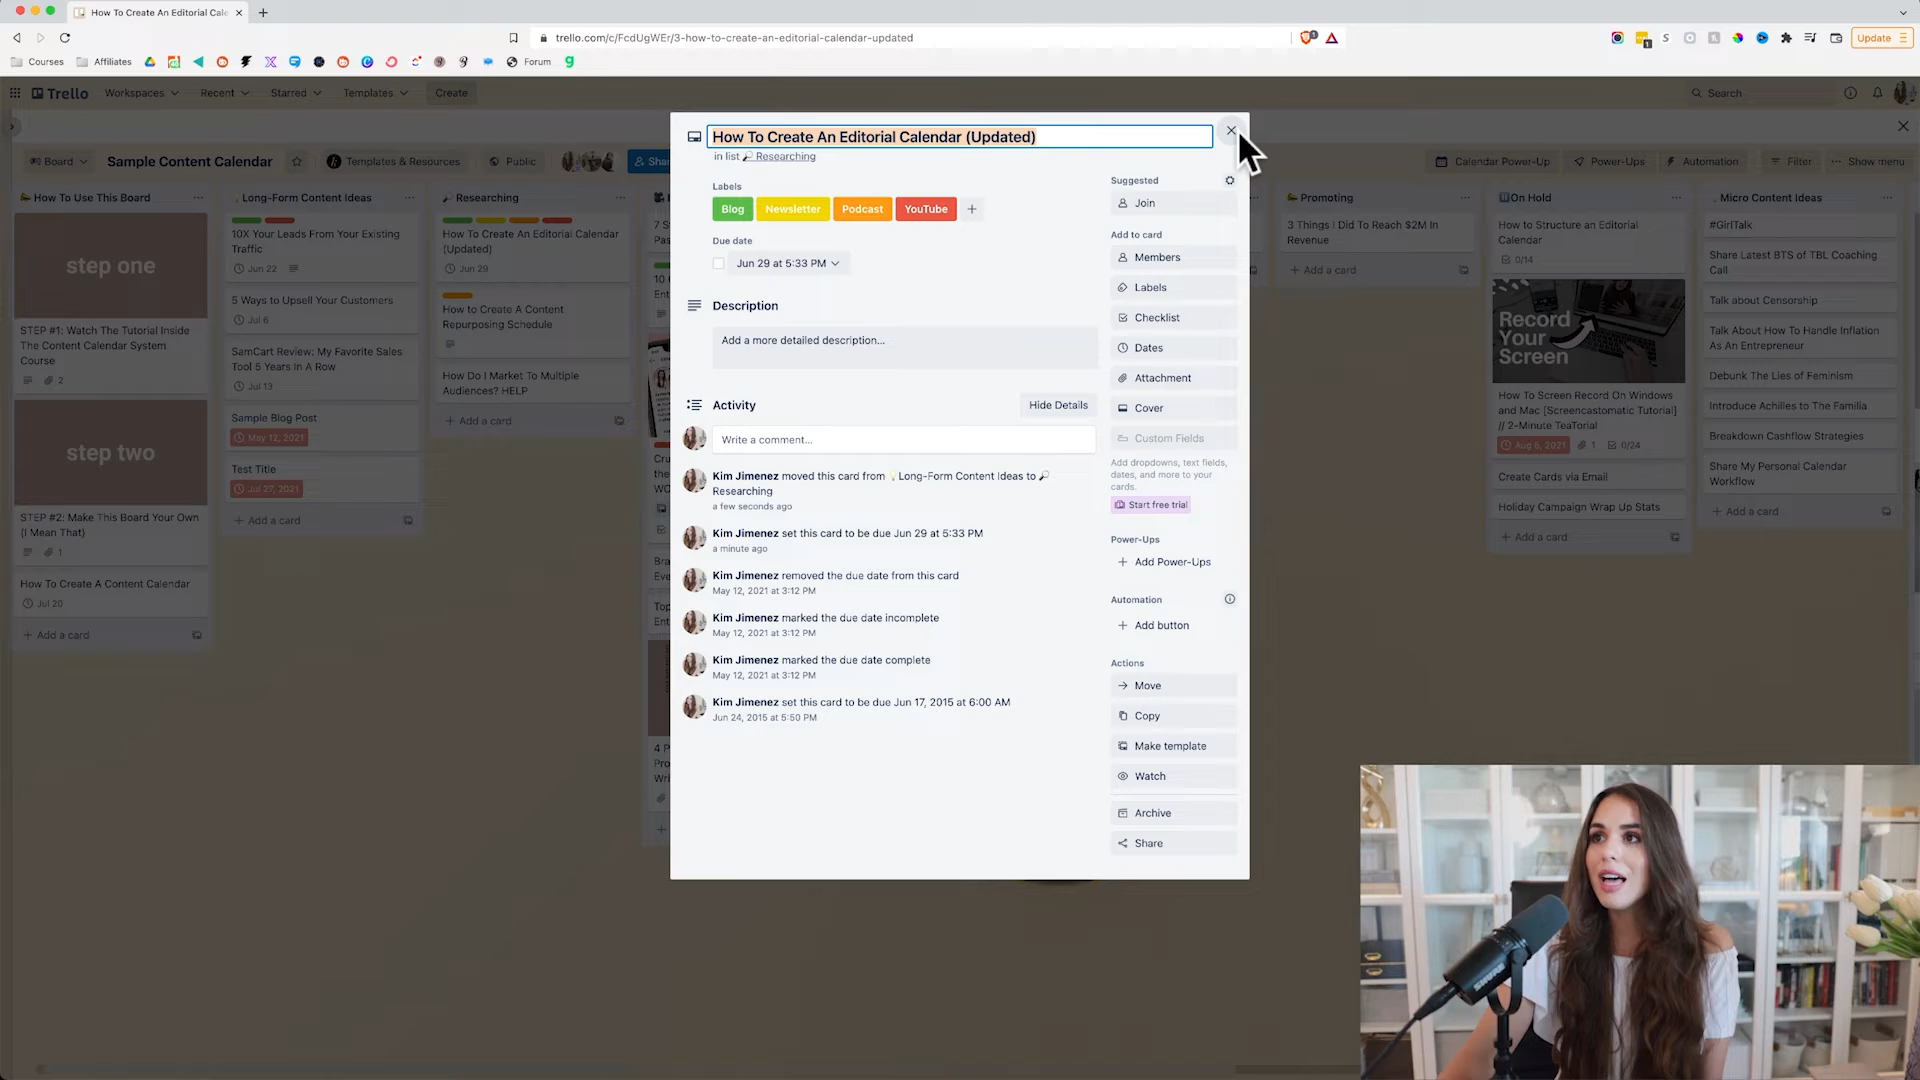 How To Create An Editorial Cale
trello.com/c/FcdUgWEr/3-how-to-create-an-editorial-calendar-updated
Update
Courses
Affiliates
Forum
Trello
Workspaces
Recent
Starred
Templates
Create
Search
Board
Sample Content Calendar
Templates & Resources
Public
Calendar Power-Up
Power-Ups
Automation
Filter
Show menu
How To Use This Board
step one
STEP #1: Watch The Tutorial Inside
The Content Calendar System
Course
2
step two
STEP #2: Make This Board Your Own
(I Mean That)
1
How To Create A Content Calendar
Jul 20
+ Add a card
Long-Form Content Ideas
10X Your Leads From Your Existing
Traffic
Jun 22
5 Ways to Upsell Your Customers
Jul 6
SamCart Review: My Favorite Sales
Tool 5 Years In A Row
Jul 13
Sample Blog Post
May 12, 2021
Test Title
Jul 27, 2021
+ Add a card
Researching
How To Create An Editorial Calendar
(Updated)
Jun 29
How to Create A Content
Repurposing Schedule
How Do I Market To Multiple
Audiences? HELP
+ Add a card
How To Create An Editorial Calendar (Updated)
in list Researching
Labels
Blog
Newsletter
Podcast
YouTube
+
Due date
Jun 29 at 5:33 PM
Description
Add a more detailed description...
Activity
Hide Details
Write a comment...
Kim Jimenez moved this card from Long-Form Content Ideas to
Researching
a few seconds ago
Kim Jimenez set this card to be due Jun 29 at 5:33 PM
a minute ago
Kim Jimenez removed the due date from this card
May 12, 2021 at 3:12 PM
Kim Jimenez marked the due date incomplete
May 12, 2021 at 3:12 PM
Kim Jimenez marked the due date complete
May 12, 2021 at 3:12 PM
Kim Jimenez set this card to be due Jun 17, 2015 at 6:00 AM
Jun 24, 2015 at 5:50 PM
Suggested
Join
Add to card
Members
Labels
Checklist
Dates
Attachment
Cover
Custom Fields
Add dropdowns, text fields,
dates, and more to your
cards.
Start free trial
Power-Ups
+ Add Power-Ups
Automation
+ Add button
Actions
Move
Copy
Make template
Watch
Archive
Share
Promoting
3 Things I Did To Reach $2M In
Revenue
+ Add a card
On Hold
How to Structure an Editorial
Calendar
0/14
Record
Your
Screen
How To Screen Record On Windows
and Mac [Screencastomatic Tutorial]
// 2-Minute TeaTorial
Aug 6, 2021
1
0/24
Create Cards via Email
Holiday Campaign Wrap Up Stats
+ Add a card
Micro Content Ideas
#GirlTalk
Share Latest BTS of TBL Coaching
Call
Talk about Censorship
Talk About How To Handle Inflation
As An Entrepreneur
Debunk The Lies of Feminism
Introduce Achilles to The Familia
Breakdown Cashflow Strategies
Share My Personal Calendar
Workflow
+ Add a card
SHURE